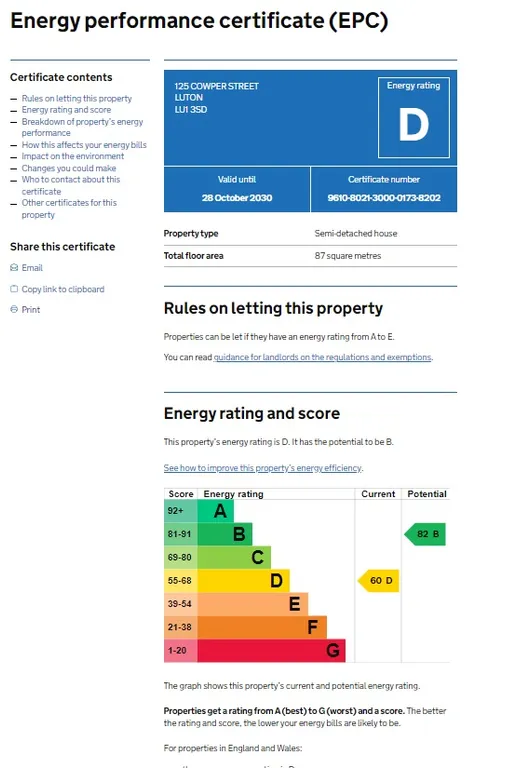 Energy performance certificate (EPC)
Certificate contents
— Rules on letting this property
— Energy rating and score
— Breakdown of property's energy
performance
— How this affects your energy bills
— Impact on the environment
— Changes you could make
— Who to contact about this
certificate
— Other certificates for this
property
Share this certificate
Email
Copy link to clipboard
Print
125 COWPER STREET
LUTON
LU1 3SD
Energy rating
D
Valid until
28 October 2030
Certificate number
9610-8021-3000-0173-8202
Property type Semi-detached house
Total floor area 87 square metres
Rules on letting this property
Properties can be let if they have an energy rating from A to E.
You can read guidance for landlords on the regulations and exemptions.
Energy rating and score
This property's energy rating is D. It has the potential to be B.
See how to improve this property's energy efficiency.
Score Energy rating Current Potential
92+ A
81-91 B 82 B
69-80 C
55-68 D 60 D
39-54 E
21-38 F
1-20 G
The graph shows this property's current and potential energy rating.
Properties get a rating from A (best) to G (worst) and a score. The better
the rating and score, the lower your energy bills are likely to be.
For properties in England and Wales: